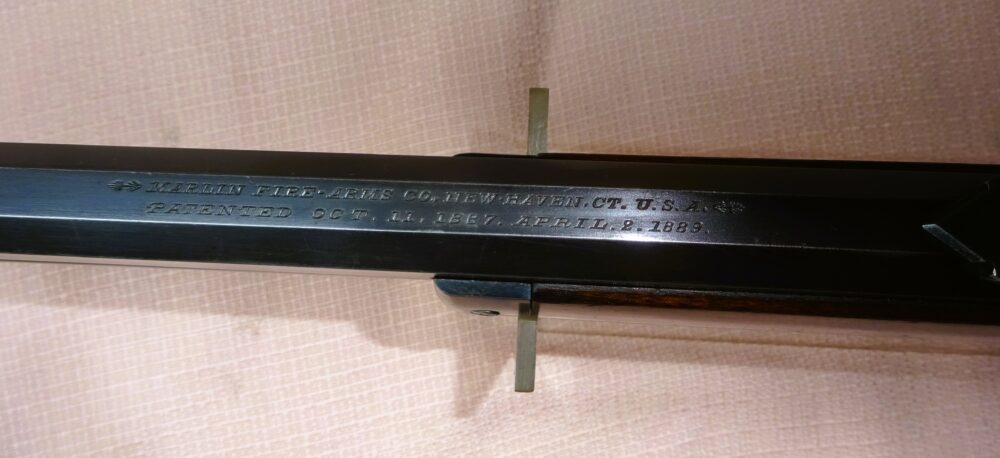 MARLIN FIRE-ARMS CO. NEW-HAVEN. CT. U.S.A.
PATENTED OCT. 11. 1887. APRIL. 2. 1889.